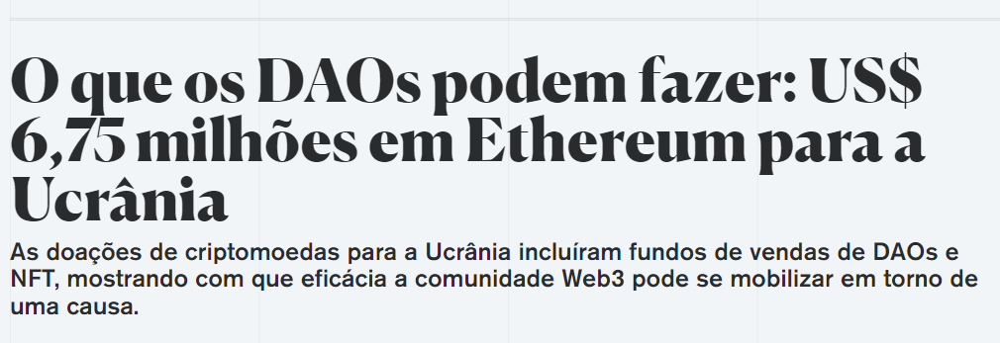 O que os DAOs podem fazer: US$
6,75 milhões em Ethereum para a
Ucrânia
As doações de criptomoedas para a Ucrânia incluíram fundos de vendas de DAOs e
NFT, mostrando com que eficácia a comunidade Web3 pode se mobilizar em torno de
uma causa.